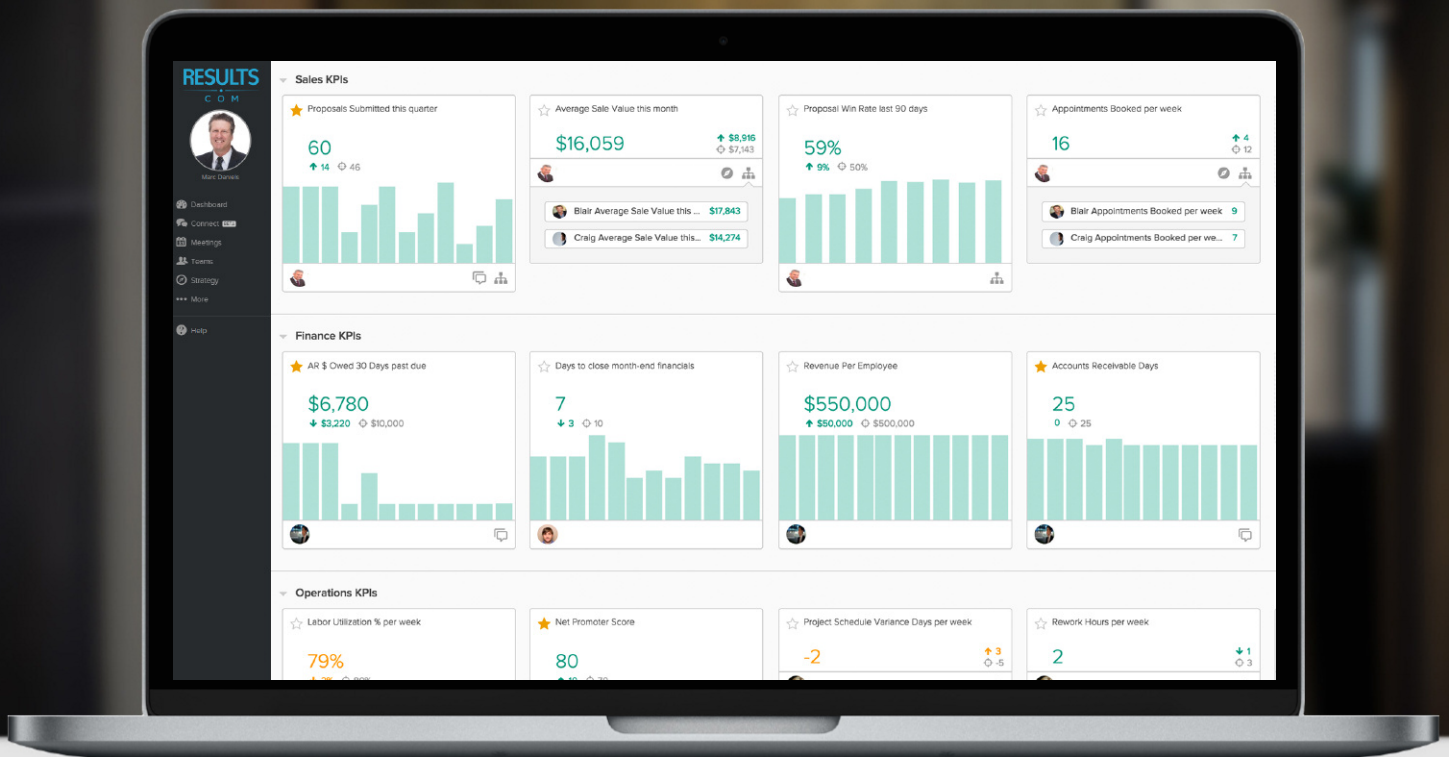 RESULTS
COM
Marc Daniels
Dashboard
Connect
Meetings
Teams
Strategy
More
Help
Sales KPIs
Proposals Submitted this quarter
60
14 46
Average Sale Value this month
$16,059
$8,916
$7,143
Blair Average Sale Value this ... $17,843
Craig Average Sale Value this... $14,274
Proposal Win Rate last 90 days
59%
9% 50%
Appointments Booked per week
16
4
12
Blair Appointments Booked per week 9
Craig Appointments Booked per we... 7
Finance KPIs
AR $ Owed 30 Days past due
$6,780
$3,220 $10,000
Days to close month-end financials
7
3 10
Revenue Per Employee
$550,000
$50,000 $500,000
Accounts Receivable Days
25
0 25
Operations KPIs
Labor Utilization % per week
79%
Net Promoter Score
80
Project Schedule Variance Days per week
-2
3
-5
Rework Hours per week
2
1
3